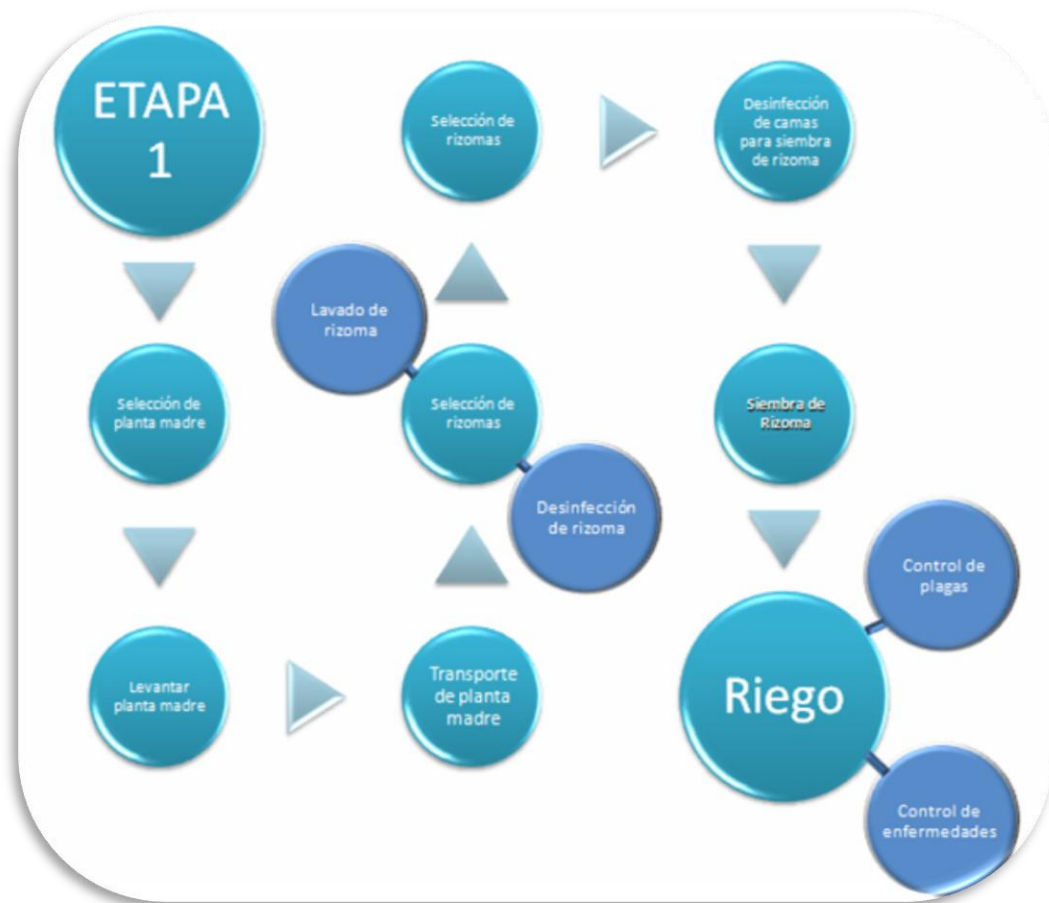 ETAPA
1
Selección de
planta madre
Levantar
planta madre
Transporte
de planta
madre
Selección de
rizomas
Lavado de
rizoma
Desinfección
de rizoma
Selección de
rizomas
Desinfección
de camas
para siembra
de rizoma
Siembra de
Rizoma
Riego
Control de
plagas
Control de
enfermedades